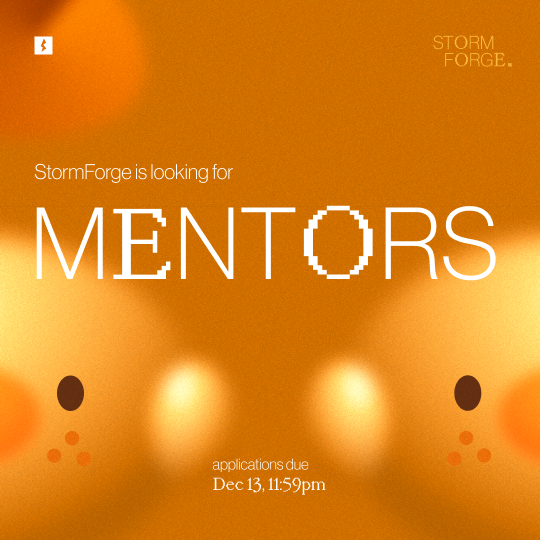 STORM
FORGE.
StormForge is looking for
MENTORS
applications due
Dec 13, 11:59pm